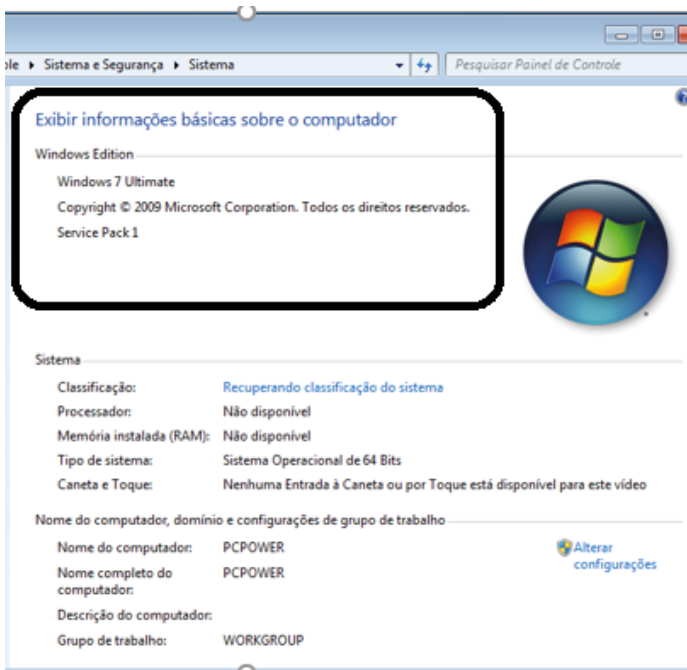 ole ▸ Sistema e Segurança ▸ Sistema
Pesquisar Painel de Controle
Exibir informações básicas sobre o computador
Windows Edition
Windows 7 Ultimate
Copyright © 2009 Microsoft Corporation. Todos os direitos reservados.
Service Pack 1
Sistema
Classificação: Recuperando classificação do sistema
Processador: Não disponível
Memória instalada (RAM): Não disponível
Tipo de sistema: Sistema Operacional de 64 Bits
Caneta e Toque: Nenhuma Entrada à Caneta ou por Toque está disponível para este vídeo
Nome do computador, domínio e configurações de grupo de trabalho
Nome do computador: PCPOWER
Alterar
configurações
Nome completo do PCPOWER
computador:
Descrição do computador:
Grupo de trabalho: WORKGROUP